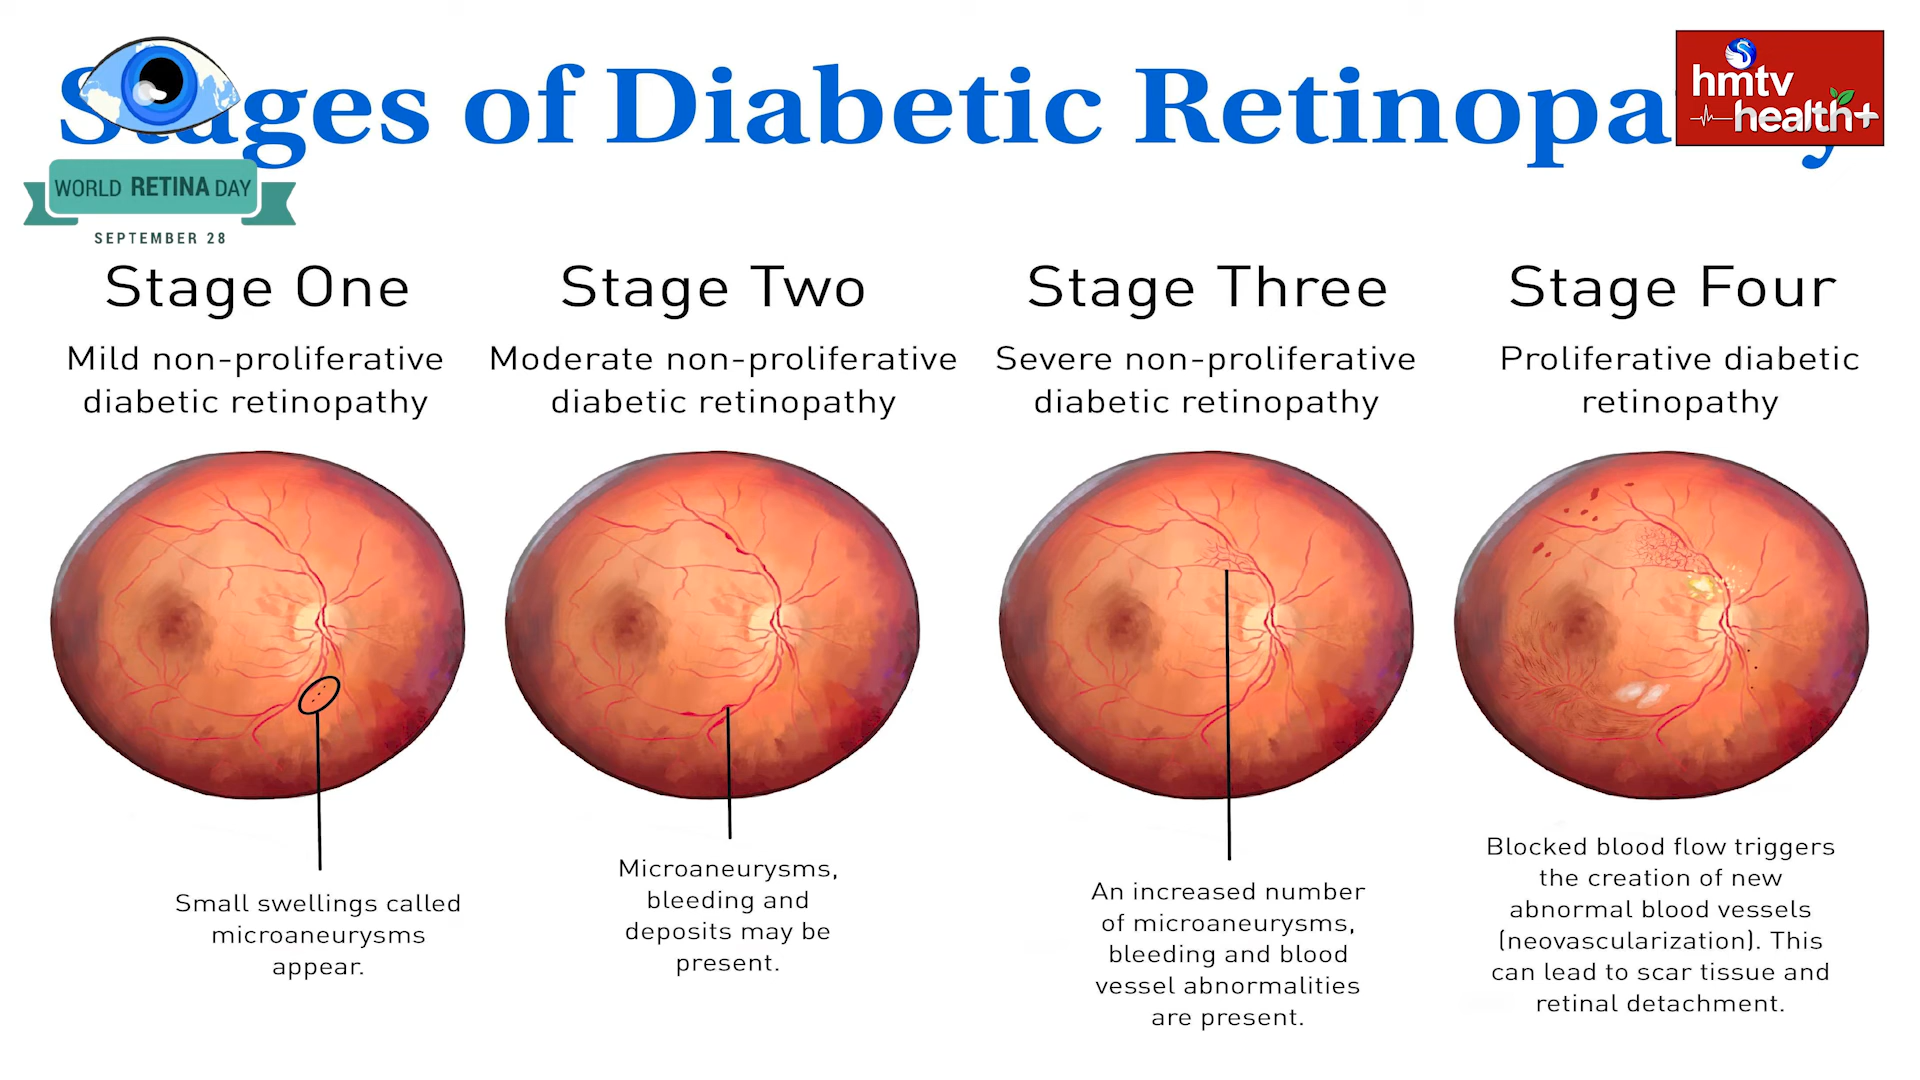 Stages of Diabetic Retinopa y
hmtv
health+
WORLD RETINA DAY
SEPTEMBER 28
Stage One
Mild non-proliferative
diabetic retinopathy
Small swellings called
microaneurysms
appear.
Stage Two
Moderate non-proliferative
diabetic retinopathy
Microaneurysms,
bleeding and
deposits may be
present.
Stage Three
Severe non-proliferative
diabetic retinopathy
An increased number
of microaneurysms,
bleeding and blood
vessel abnormalities
are present.
Stage Four
Proliferative diabetic
retinopathy
Blocked blood flow triggers
the creation of new
abnormal blood vessels
(neovascularization). This
can lead to scar tissue and
retinal detachment.